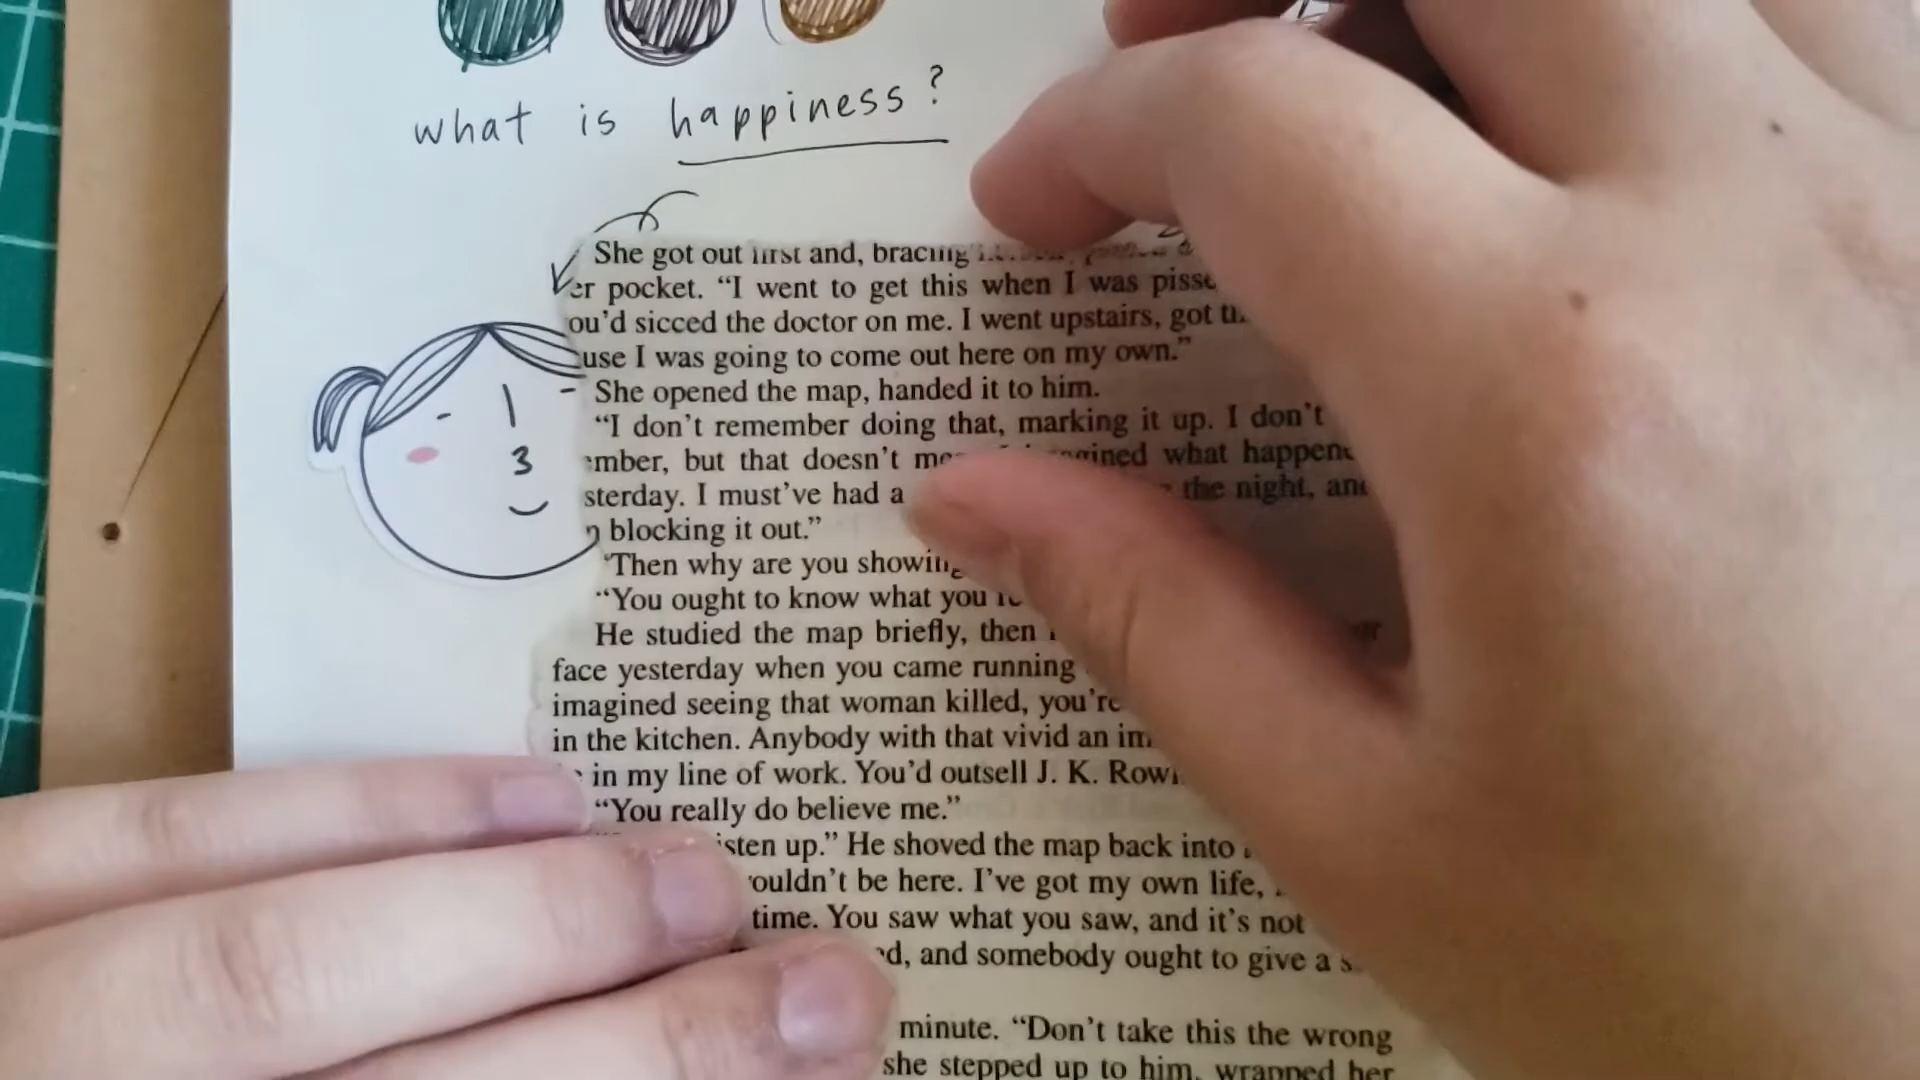 what is happiness?
She got out first and, bracing
er pocket. “I went to get this when I was pisse
ou’d sicced the doctor on me. I went upstairs, got
use I was going to come out here on my own.”
She opened the map, handed it to him.
“I don’t remember doing that, marking it up. I don’t
mber, but that doesn’t what happene
sterday. I must’ve had a the night, and
n blocking it out.”
“Then why are you showing
“You ought to know what you
He studied the map briefly, then
face yesterday when you came running
imagined seeing that woman killed, you’re
in the kitchen. Anybody with that vivid an im
in my line of work. You’d outsell J. K. Row
“You really do believe me.”
isten up.” He shoved the map back into
ouldn’t be here. I’ve got my own life,
time. You saw what you saw, and it’s not
d, and somebody ought to give a s
minute. “Don’t take this the wrong
she stepped up to him, wrapped her